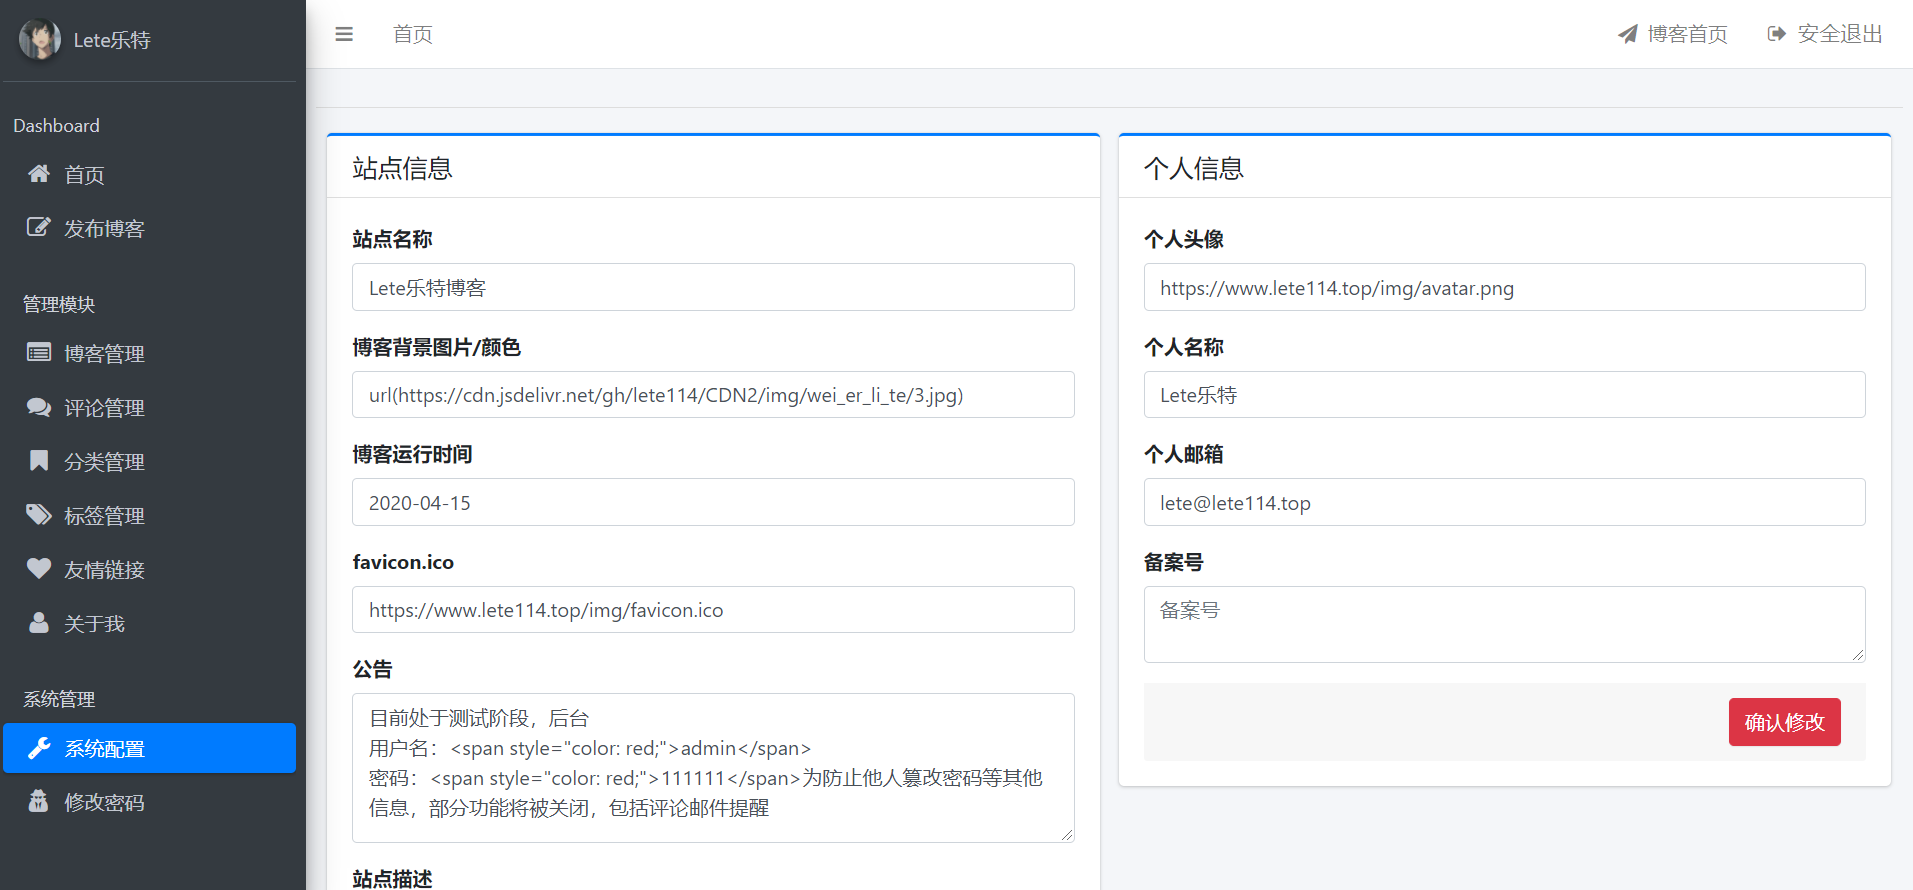 Lete乐特
Dashboard
首页
发布博客
管理模块
博客管理
评论管理
分类管理
标签管理
友情链接
关于我
系统管理
系统配置
修改密码
首页
博客首页
安全退出
站点信息
站点名称
Lete乐特博客
博客背景图片/颜色
url(https://cdn.jsdelivr.net/gh/lete114/CDN2/img/wei_er_li_te/3.jpg)
博客运行时间
2020-04-15
favicon.ico
https://www.lete114.top/img/favicon.ico
公告
目前处于测试阶段，后台
用户名：<span style="color: red;">admin</span>
密码：<span style="color: red;">111111</span>为防止他人篡改密码等其他
信息，部分功能将被关闭，包括评论邮件提醒
站点描述
个人信息
个人头像
https://www.lete114.top/img/avatar.png
个人名称
Lete乐特
个人邮箱
lete@lete114.top
备案号
备案号
确认修改